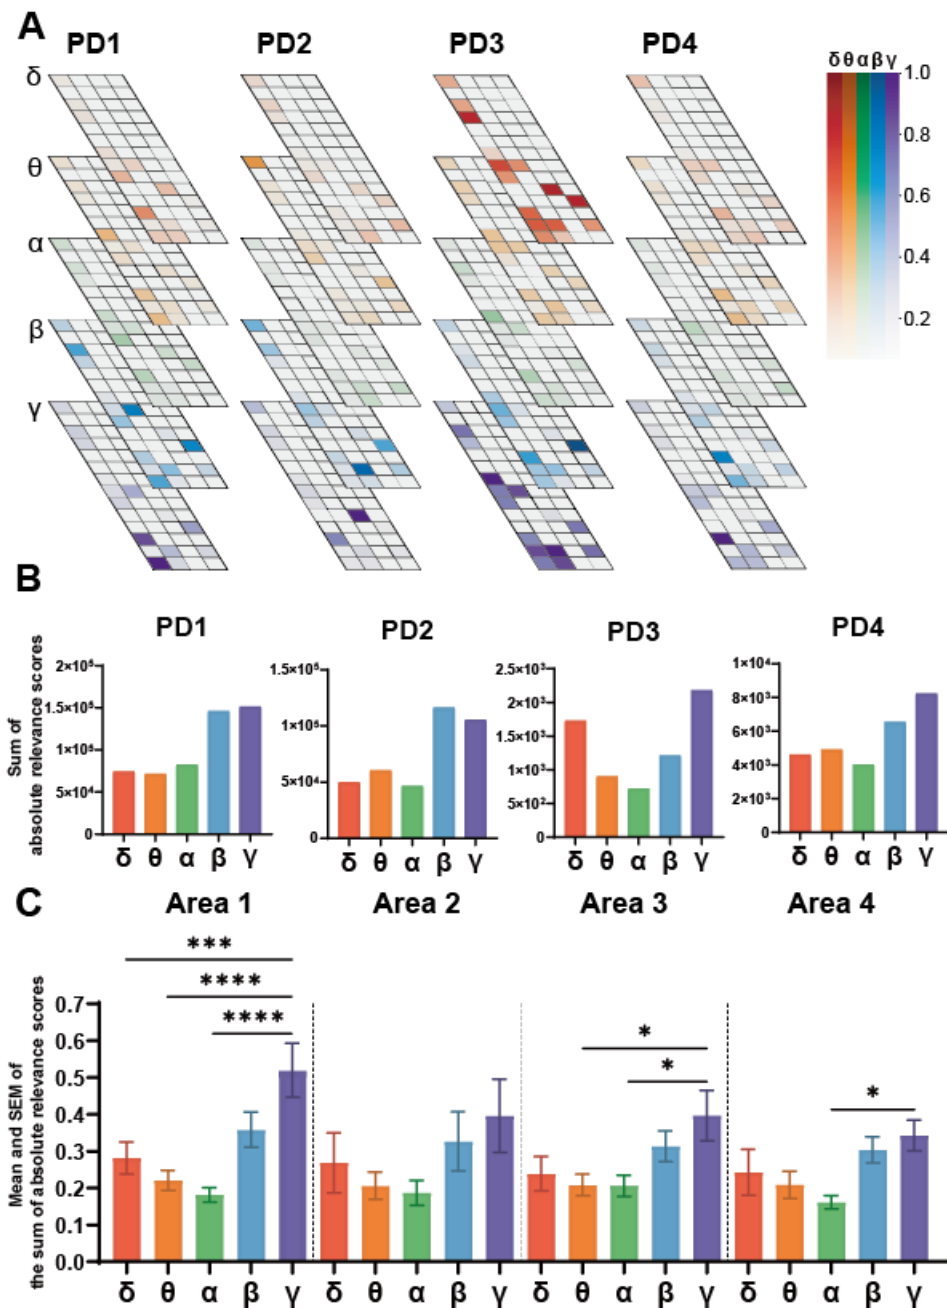 A
PD1 PD2 PD3 PD4
δθαβγ
1.0
0.8
0.6
0.4
0.2
δ
θ
α
β
γ
B
PD1 PD2 PD3 PD4
Sum of
absolute relevance scores
2×10⁵
1.5×10⁵
1×10⁵
5×10⁴
0
δ θ α β γ
1.5×10⁵
1×10⁵
5×10⁴
0
δ θ α β γ
2.5×10³
2×10³
1.5×10³
1×10³
5×10²
0
δ θ α β γ
1×10⁴
8×10³
6×10³
4×10³
2×10³
0
δ θ α β γ
C
Area 1 Area 2 Area 3 Area 4
Mean and SEM of
the sum of absolute relevance scores
0.7
0.6
0.5
0.4
0.3
0.2
0.1
0.0
***
****
****
*
*
*
δ θ α β γ δ θ α β γ δ θ α β γ δ θ α β γ